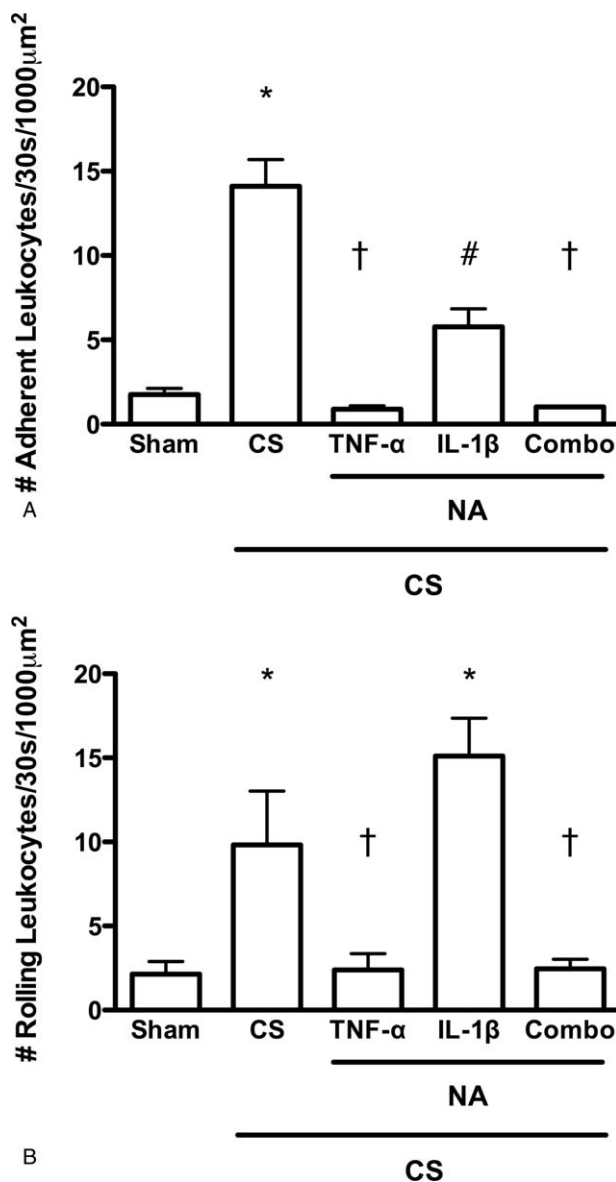 # Adherent Leukocytes/30s/1000μm²
20
15
10
5
0
*
†
#
†
Sham CS TNF-α IL-1β Combo
NA
CS
A
# Rolling Leukocytes/30s/1000μm²
20
15
10
5
0
*
†
*
†
Sham CS TNF-α IL-1β Combo
NA
CS
B